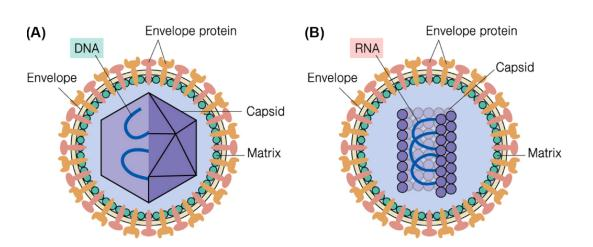 (A)
Envelope protein
DNA
Envelope
Capsid
Matrix
(B)
Envelope protein
RNA
Capsid
Envelope
Matrix